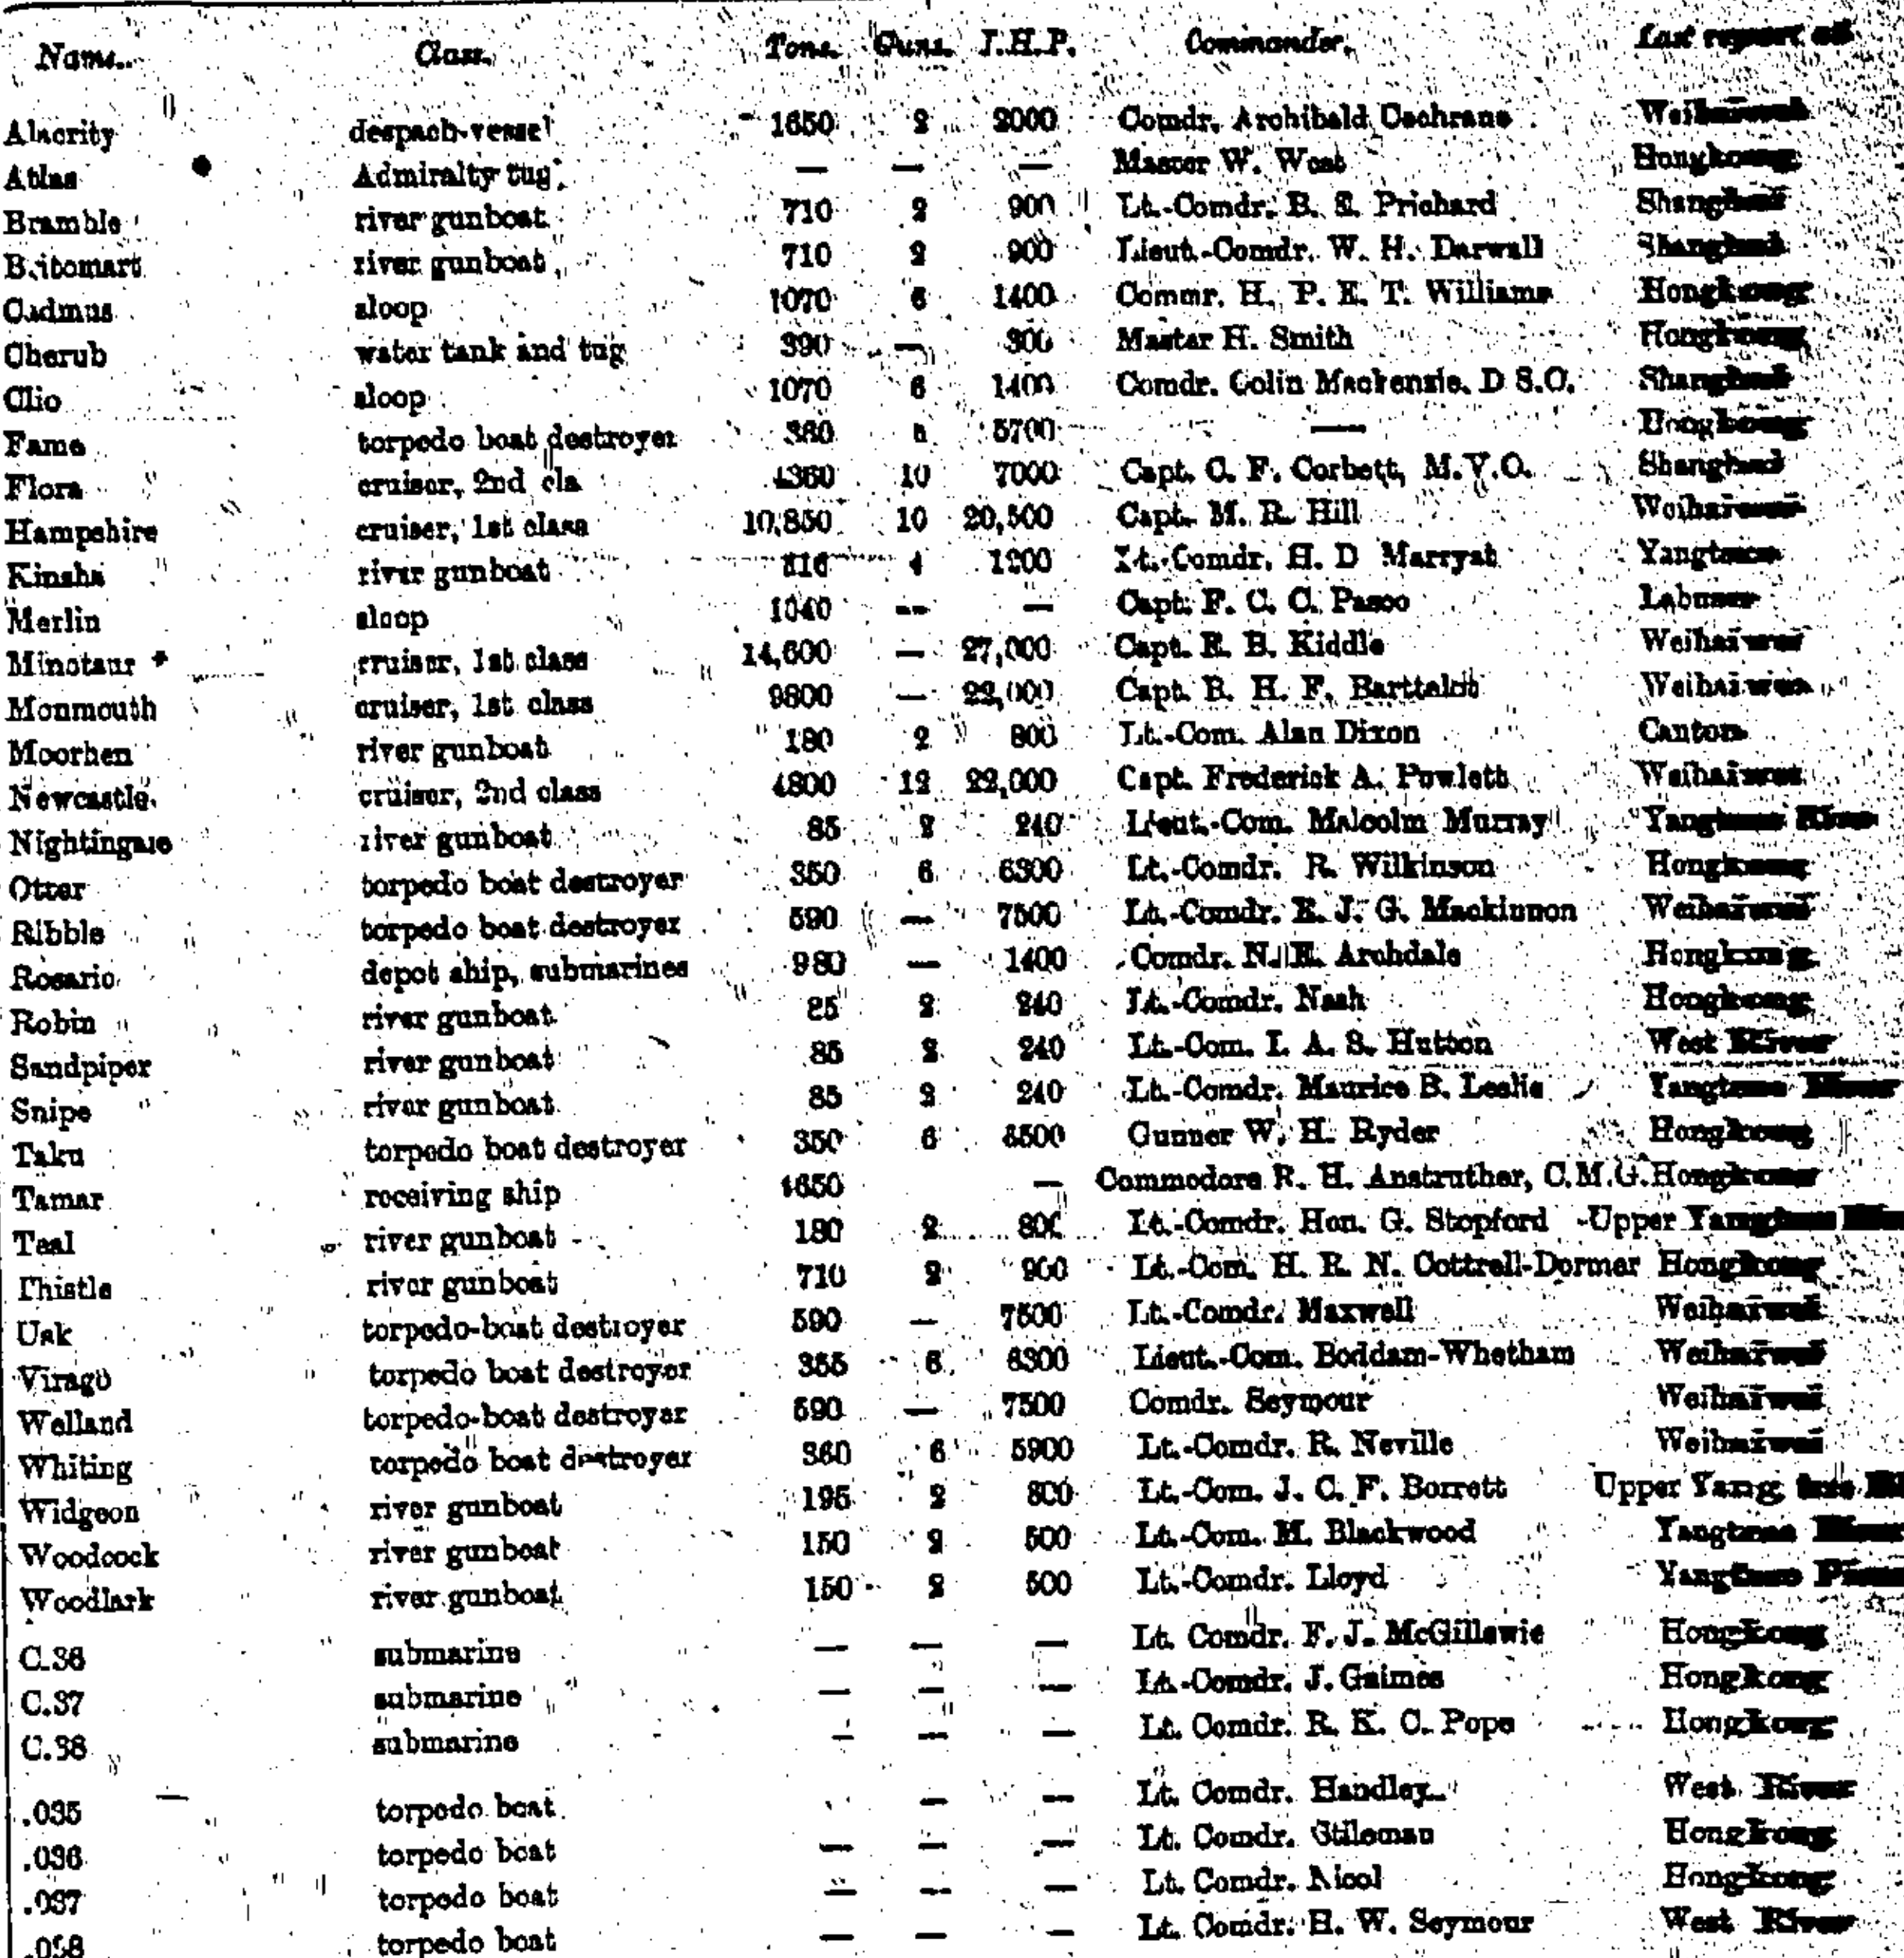 Name. Class. Tons. Guns. I.H.P. Commander. Last report at
Alacrity despach-vessel 1650 2 2000 Comdr. Archibald Cochrane Weihaiwei
Atlas Admiralty tug — — — Master W. West Hongkong
Bramble river gunboat 710 2 900 Lt.-Comdr. B. S. Prichard Shanghai
Britomart river gunboat 710 2 900 Lieut.-Comdr. W. H. Darwall Shanghai
Cadmus sloop 1070 6 1400 Commr. H. P. E. T. Williams Hongkong
Cherub water tank and tug 390 — 300 Master H. Smith Hongkong
Clio sloop 1070 6 1400 Comdr. Colin Mackenzie. D S.O. Shanghai
Fame torpedo boat destroyer 360 5700 — Hongkong
Flora cruiser, 2nd cla 4360 10 7000 Capt. C. F. Corbett, M.V.O. Shanghai
Hampshire cruiser, 1st class 10,850 10 20,500 Capt. M. R. Hill Weihaiwei
Kinsha river gunboat 616 4 1200 Lt.-Comdr. H. D Marryat Yangtsze
Merlin sloop 1040 — — Capt. F. C. C. Pasco Labuan
Minotaur cruiser, 1st class 14,600 — 27,000 Capt. E. B. Kiddle Weihaiwei
Monmouth cruiser, 1st class 9800 — 22,000 Capt. B. H. F. Barttelot Weihaiwei
Moorhen river gunboat 180 2 800 Lt.-Com. Alan Dixon Canton
Newcastle cruiser, 2nd class 4800 12 22,000 Capt. Frederick A. Powlett Weihaiwei
Nightingale river gunboat 85 2 240 Lieut.-Com. Malcolm Murray Yangtsze River
Otter torpedo boat destroyer 350 6 6300 Lt.-Comdr. R. Wilkinson Hongkong
Ribble torpedo boat destroyer 590 — 7500 Lt.-Comdr. E. J. G. Mackinnon Weihaiwei
Rosario depot ship, submarines 980 — 1400 Comdr. N. E. Archdale Hongkong
Robin river gunboat 85 2 240 Lt.-Comdr. Nash Hongkong
Sandpiper river gunboat 85 2 240 Lt.-Com. I. A. S. Hutton West River
Snipe river gunboat 85 2 240 Lt.-Comdr. Maurice B. Leslie Yangtsze River
Taku torpedo boat destroyer 350 6 6500 Gunner W. H. Ryder Hongkong
Tamar receiving ship 4650 — Commodore R. H. Anstruther, C.M.G. Hongkong
Teal river gunboat 180 2 800 Lt.-Comdr. Hon. G. Stopford Upper Yangtsze River
Thistle river gunboat 710 2 900 Lt.-Com. H. R. N. Cottrell-Dormer Hongkong
Usk torpedo-boat destroyer 590 — 7500 Lt.-Comdr. Maxwell Weihaiwei
Virago torpedo boat destroyer 355 6 6300 Lieut.-Com. Boddam-Whetham Weihaiwei
Welland torpedo-boat destroyer 590 — 7500 Comdr. Seymour Weihaiwei
Whiting torpedo boat destroyer 360 6 5900 Lt.-Comdr. R. Neville Weihaiwei
Widgeon river gunboat 195 2 800 Lt.-Com. J. C. F. Borrett Upper Yangtsze
Woodcock river gunboat 150 2 500 Lt.-Com. M. Blackwood Yangtsze River
Woodlark river gunboat 150 2 500 Lt.-Comdr. Lloyd Yangtsze
C.36 submarine — — — Lt. Comdr. F. J. McGillewie Hongkong
C.37 submarine — — — Lt.-Comdr. J. Gaimes Hongkong
C.38 submarine — — — Lt. Comdr. R. K. C. Pope Hongkong
.035 torpedo boat — — Lt. Comdr. Handley West River
.036 torpedo boat — — — Lt. Comdr. Stileman Hongkong
.037 torpedo boat — — — Lt. Comdr. Nicol Hongkong
.038 torpedo boat — — — Lt. Comdr. H. W. Seymour West River